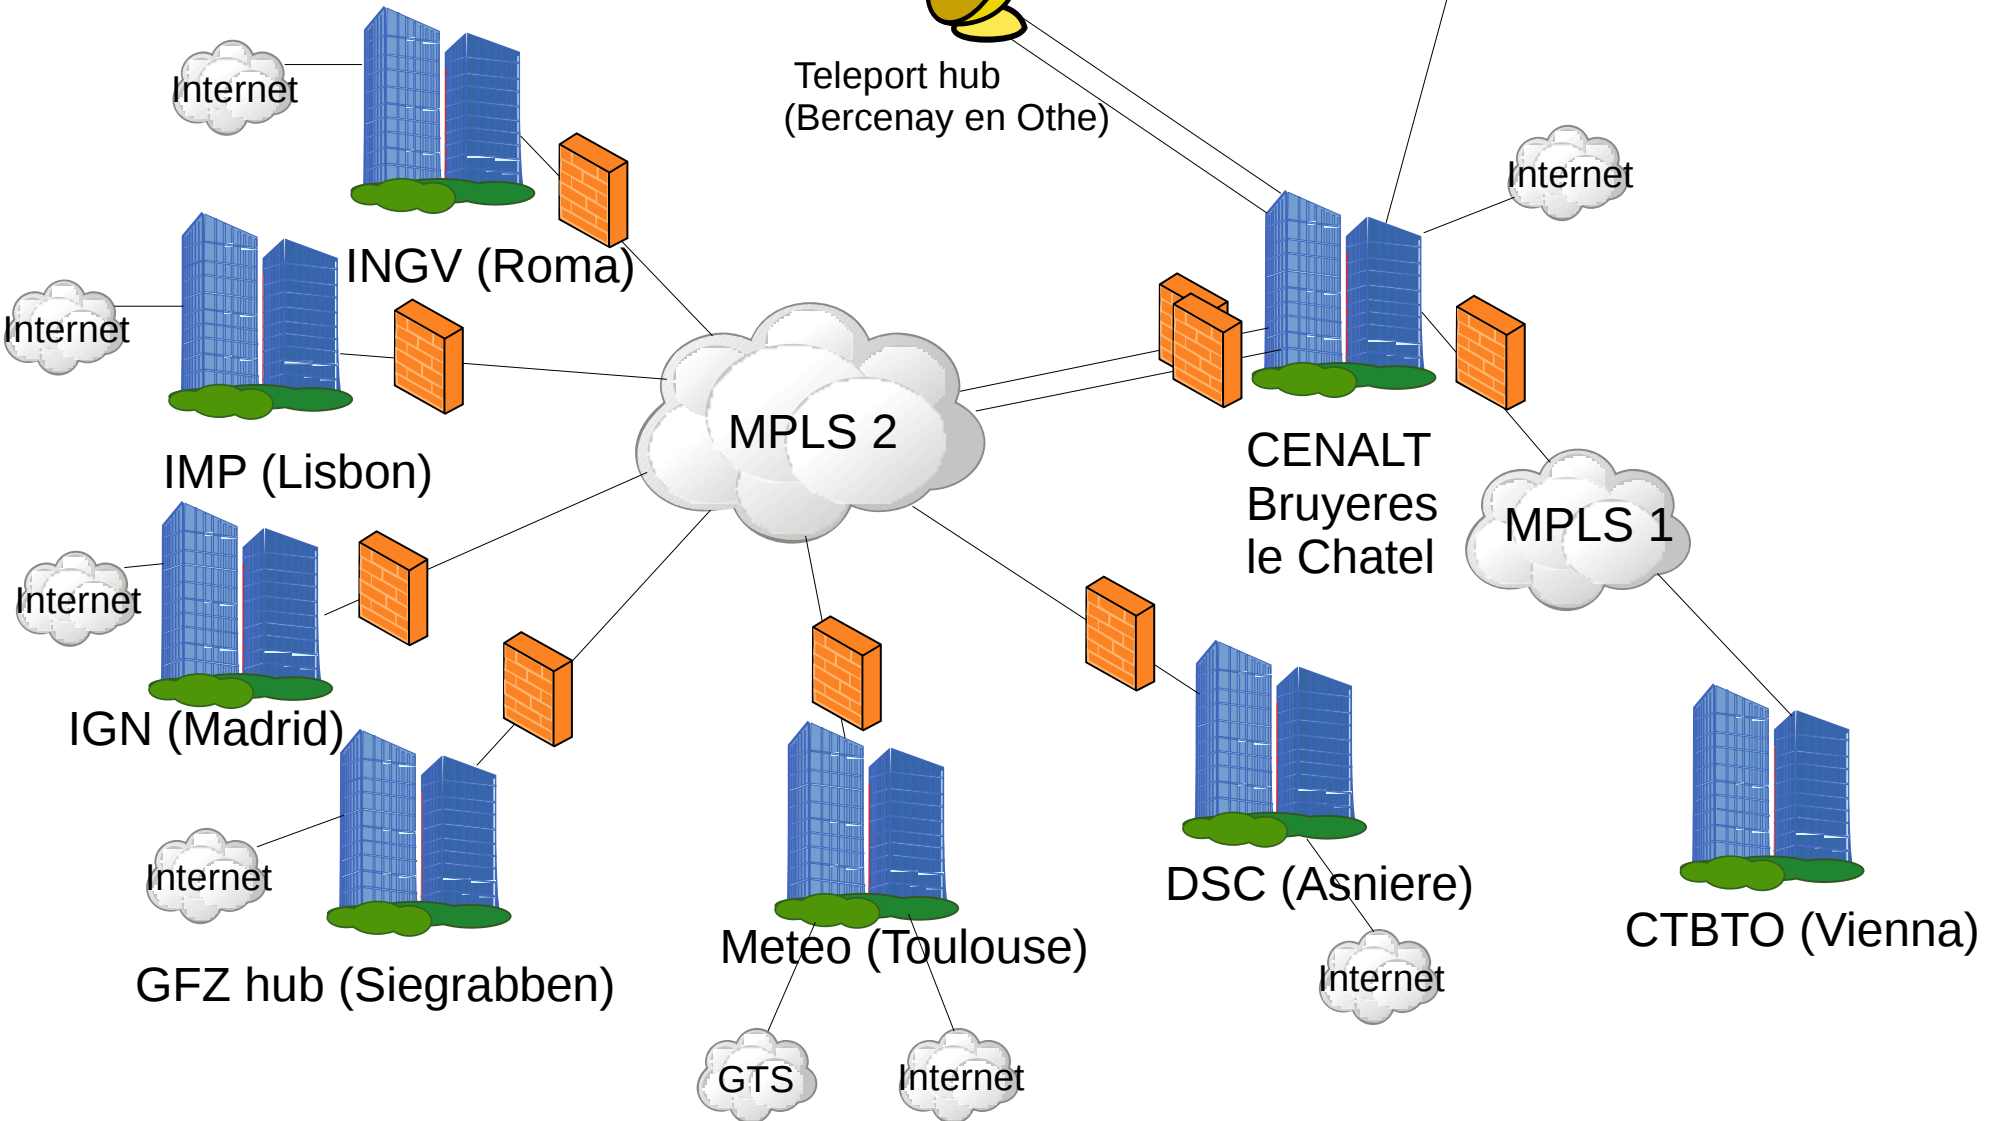 Teleport hub
(Bercenay en Othe)
Internet
Internet
INGV (Roma)
Internet
MPLS 2
CENALT
Bruyeres
le Chatel
IMP (Lisbon)
MPLS 1
Internet
IGN (Madrid)
Internet
DSC (Asniere)
CTBTO (Vienna)
Meteo (Toulouse)
GFZ hub (Siegrabben)
Internet
GTS
Internet